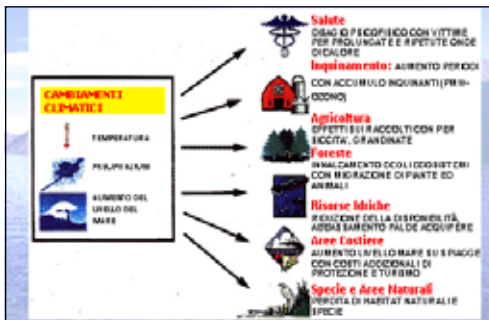 CAMBIAMENTI
CLIMATICI
TEMPERATURA
PRECIPITAZIONI
AUMENTO DEL
LIVELLO DEL
MARE
Salute
DISAGIO PSICOFISICO CON VITTIME
PER PROLUNGATE E RIPETUTE ONDE
DI CALORE
Inquinamento: AUMENTO PERIODI
CON ACCUMULO INQUINANTI (PM10-
OZONO)
Agricoltura
EFFETTI SUI RACCOLTI CON PER
SICCITA', GRANDINATE
Foreste
INNALZAMENTO ECOSISTEMI
CON MIGRAZIONE DI PIANTE ED
ANIMALI
Risorse Idriche
RIDUZIONE DELLA DISPONIBILITÀ,
ABBASSAMENTO FALDE ACQUIFERE
Aree Costiere
AUMENTO LIVELLO MARE SU SPIAGGE
CON COSTI ADDIZIONALI DI
PROTEZIONE E TURISMO
Specie e Aree Naturali
PERDITA DI HABITAT NATURALI E
SPECIE